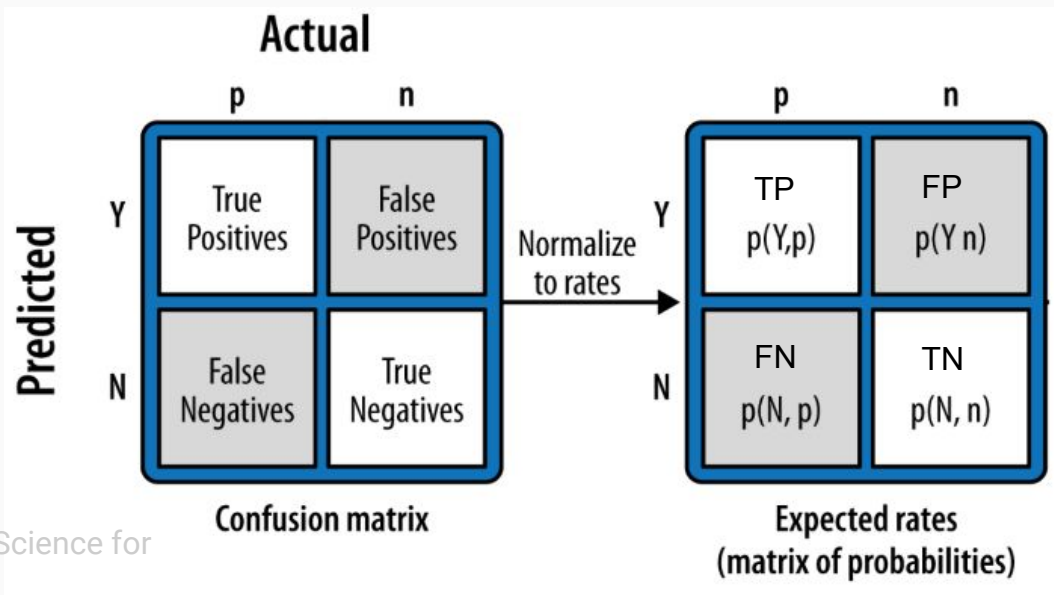 Actual
p n
p n
Predicted
Y
True
Positives
False
Positives
Normalize
to rates
Y
TP
p(Y,p)
FP
p(Y n)
N
False
Negatives
True
Negatives
N
FN
p(N, p)
TN
p(N, n)
Confusion matrix
Expected rates
(matrix of probabilities)
Science for